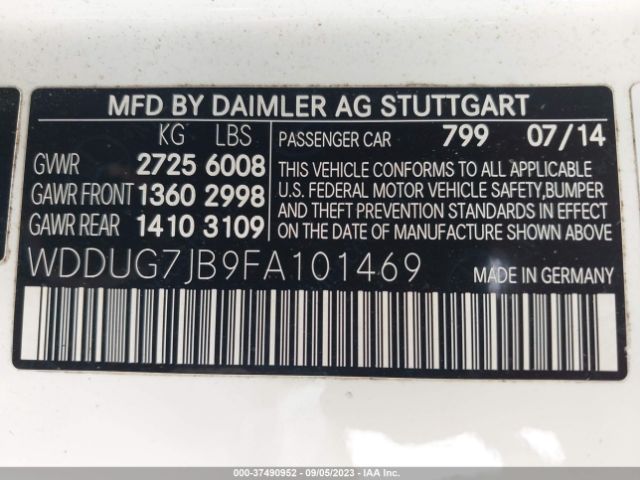 MFD BY DAIMLER AG STUTTGART
KG LBS
GVWR 2725 6008
GAWR FRONT 1360 2998
GAWR REAR 1410 3109
PASSENGER CAR 799 07/14
THIS VEHICLE CONFORMS TO ALL APPLICABLE
U.S. FEDERAL MOTOR VEHICLE SAFETY,BUMPER
AND THEFT PREVENTION STANDARDS IN EFFECT
ON THE DATE OF MANUFACTURE SHOWN ABOVE.
WDDUG7JB9FA101469 MADE IN GERMANY
000-37490952 - 09/05/2023 - IAA Inc.